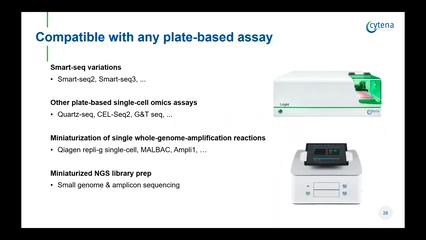 cytena
Compatible with any plate-based assay
Smart-seq variations
• Smart-seq2, Smart-seq3, ...
Other plate-based single-cell omics assays
• Quartz-seq, CEL-Seq2, G&T seq, ...
Miniaturization of single whole-genome-amplification reactions
• Qiagen repli-g single-cell, MALBAC, Ampli1, …
Miniaturized NGS library prep
• Small genome & amplicon sequencing
cytena
28